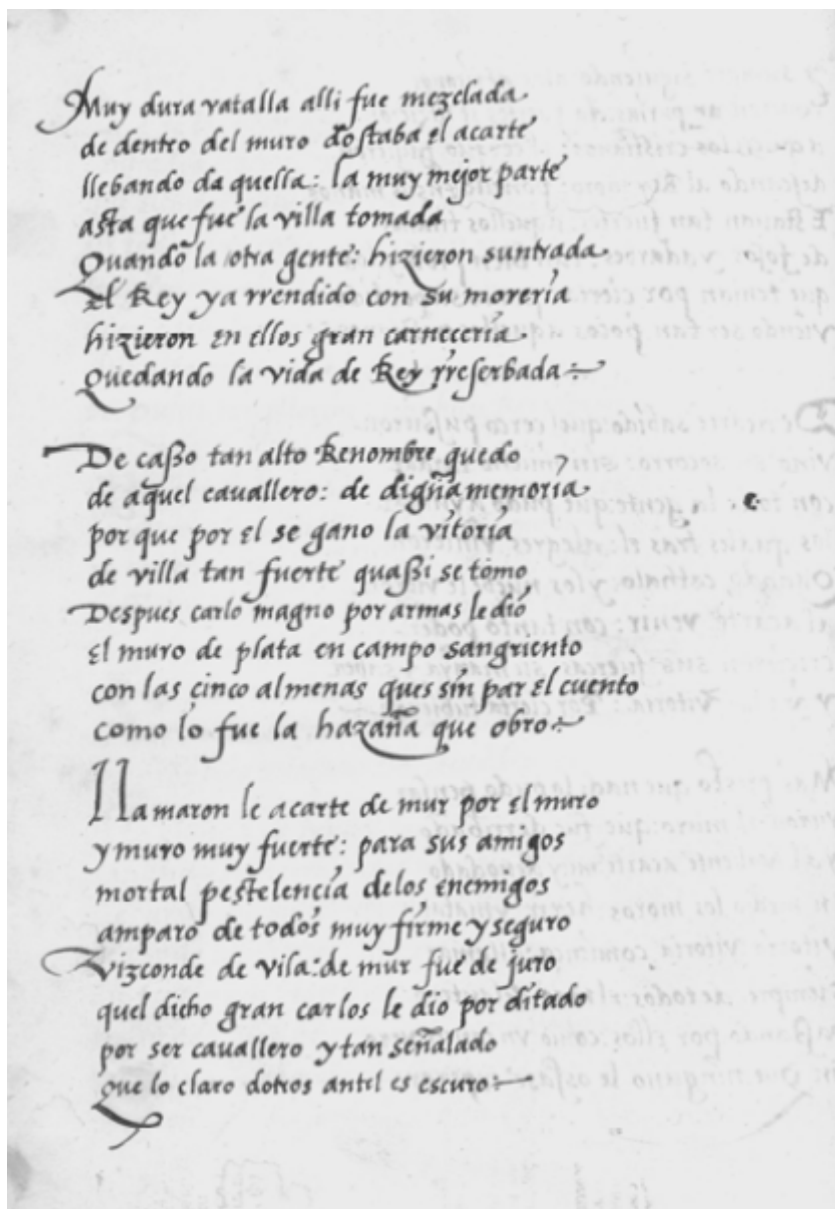 Muy dura vatalla alli fue mezclada
de dentro del muro dostaba el acarte
llebando da quella: la muy mejor parte
asta que fue la villa tomada
Quando la otra gente: hizieron suntrada
El Rey ya rrendido con su moreria
hizieron en ellos gran carneceria
Quedando la vida de Rey rreserbada

De caßo tan alto Renombre quedo
de aquel cavallero: de digña memoria
por que por el se gano la vitoria
de villa tan fuerte quaßi se tomo
Despues carlo magno por armas le dio
El muro de plata en campo sangriento
con las cinco almenas ques sin par el cuento
como lo fue la hazaña que obro

Llamaron le acarte de mur por el muro
y muro muy fuerte: para sus amigos
mortal pestelencia delos enemigos
amparo de todos muy firme y seguro
vizconde de vila: de mur fue de juro
quel dicho gran carlos le dio por ditado
por ser cavallero y tan señalado
Que lo claro dotros antel es escuro